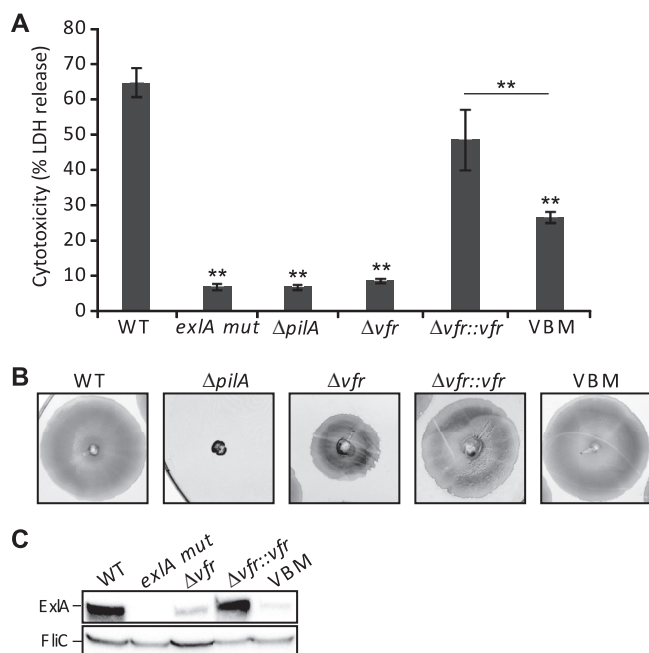 A
Cytotoxicity (% LDH release)
80
70
60
50
40
30
20
10
0
**
**
**
**
**
WT
exlA mut
ΔpilA
Δvfr
Δvfr::vfr
VBM
B
WT
ΔpilA
Δvfr
Δvfr::vfr
VBM
C
WT
exlA mut
Δvfr
Δvfr::vfr
VBM
ExlA
FliC